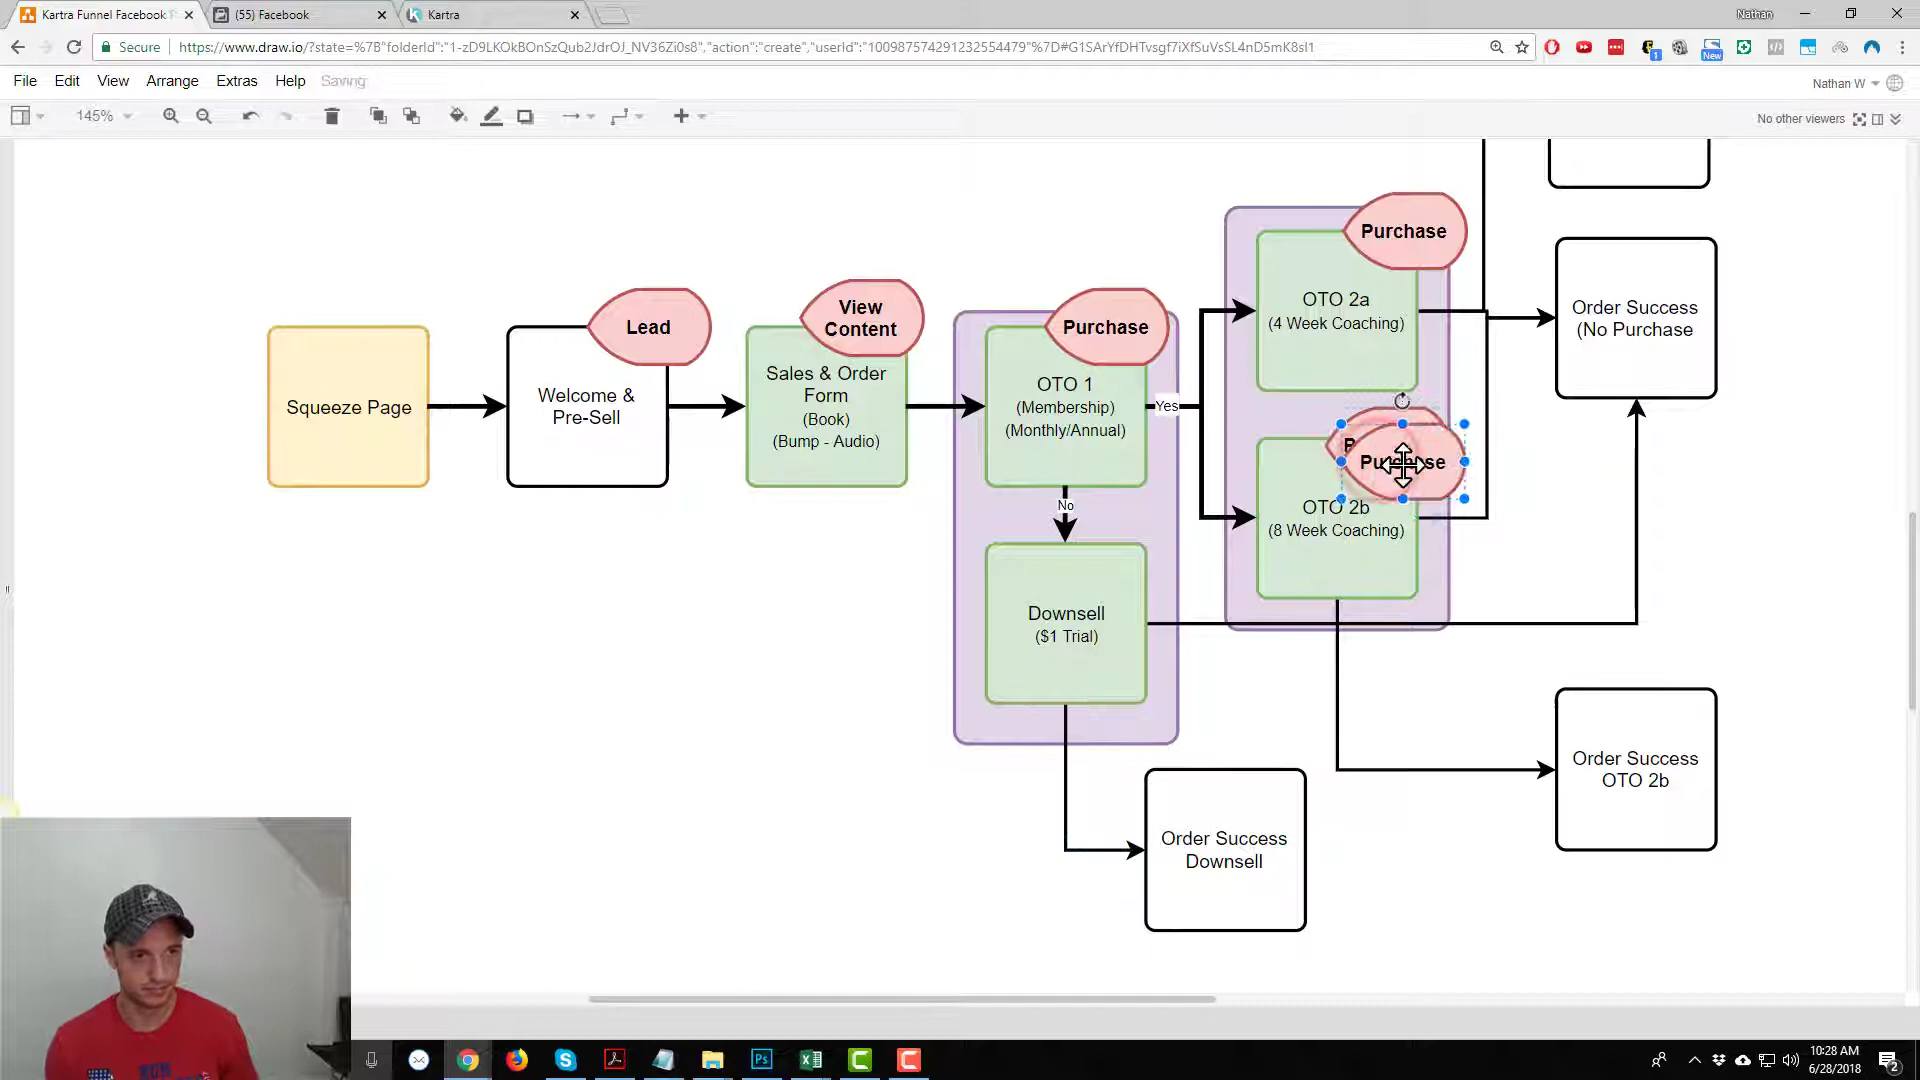 Kartra Funnel Facebook
(55) Facebook
Kartra
Nathan
Secure
https://www.draw.io/?state=%7B"folderId":"1-zD9LKOkBOnSzQub2JdrOJ_NV36Zi0s8","action":"create","userId":"100987574291232554479"%7D#G1SArYfDHTvsgf7iXfSuVsSL4nD5mK8sI1
1
New
File
Edit
View
Arrange
Extras
Help
Saving
Nathan W
145%
No other viewers
Purchase
Lead
View
Content
Purchase
OTO 2a
(4 Week Coaching)
Order Success
(No Purchase
Squeeze Page
Welcome &
Pre-Sell
Sales & Order
Form
(Book)
(Bump - Audio)
OTO 1
(Membership)
(Monthly/Annual)
Yes
Purchase
OTO 2b
(8 Week Coaching)
No
Downsell
($1 Trial)
Order Success
OTO 2b
Order Success
Downsell
10:28 AM
6/28/2018
2